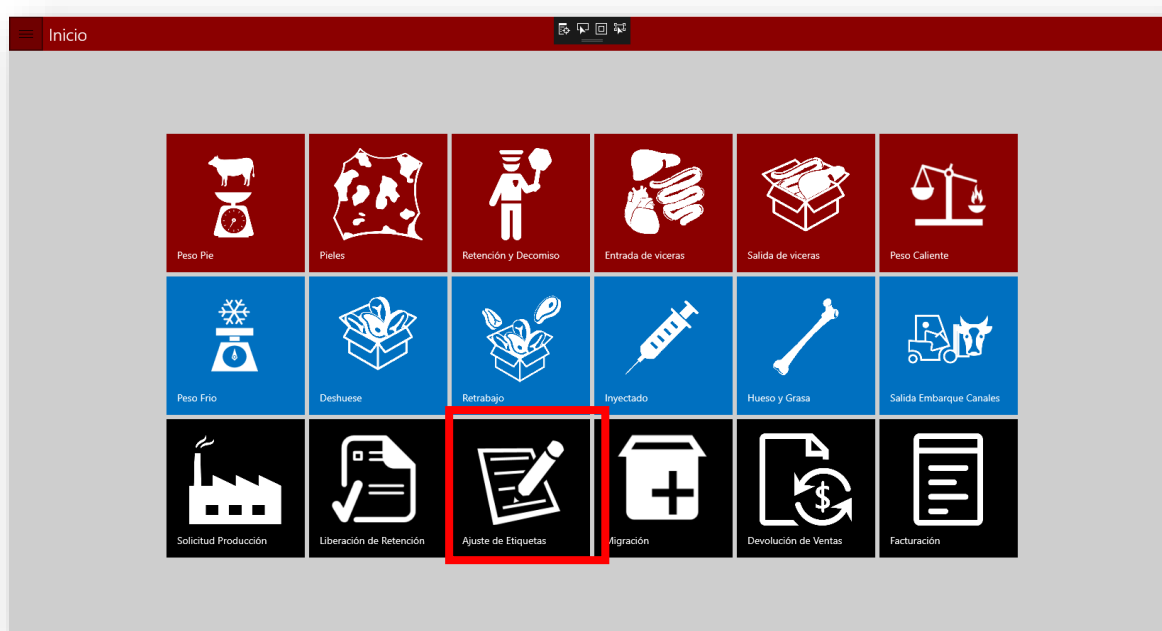 Inicio
Peso Pie
Pieles
Retención y Decomiso
Entrada de viceras
Salida de viceras
Peso Caliente
Peso Frio
Deshuese
Retrabajo
Inyectado
Hueso y Grasa
Salida Embarque Canales
Solicitud Producción
Liberación de Retención
Ajuste de Etiquetas
Migración
Devolución de Ventas
Facturación